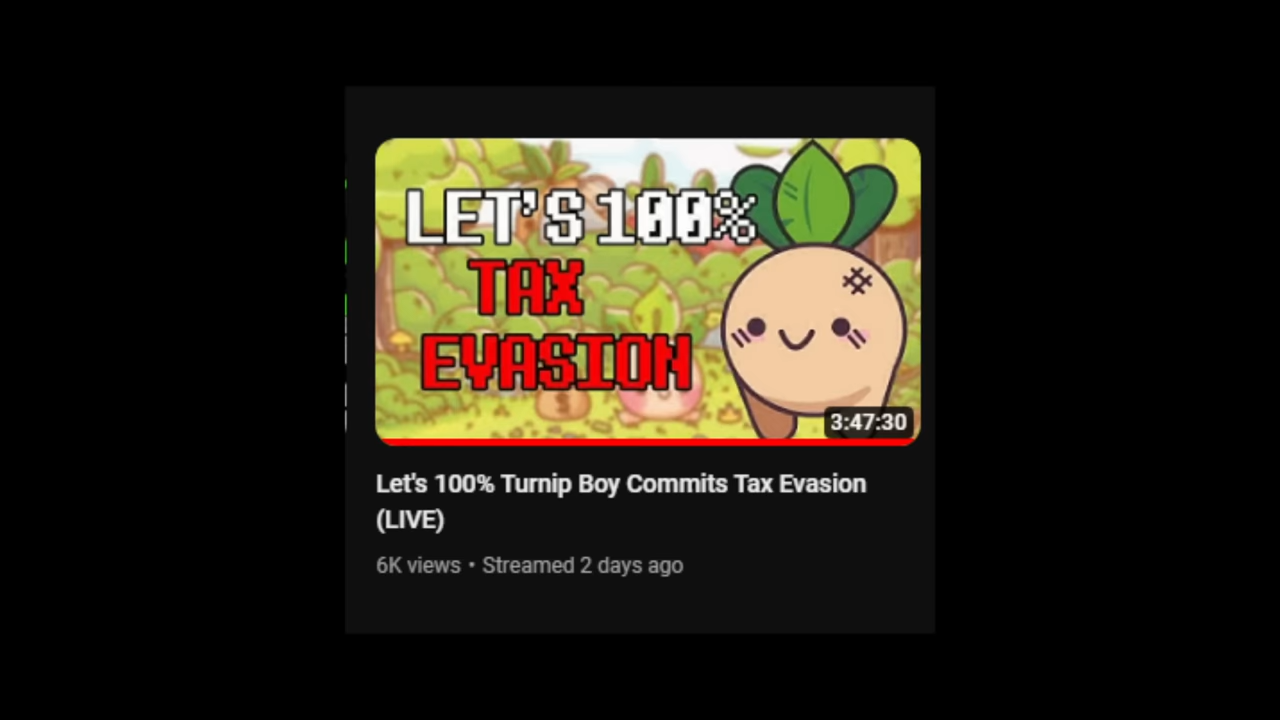 LET'S 100%
TAX
EVASION
3:47:30
Let's 100% Turnip Boy Commits Tax Evasion
(LIVE)
6K views • Streamed 2 days ago